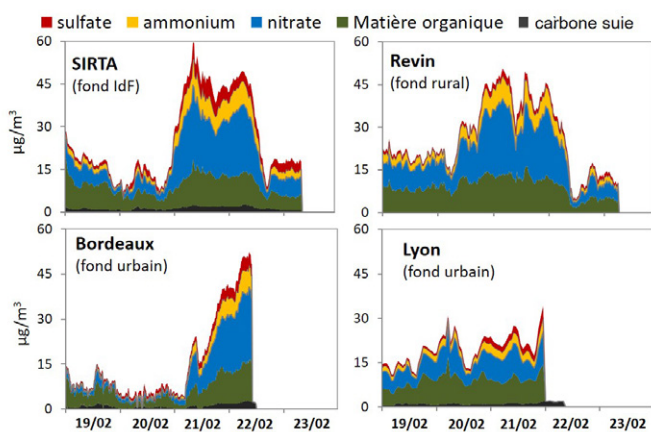 sulfate ammonium nitrate Matière organique carbone suie
60
45
30
15
0
µg/m³
SIRTA
(fond IdF)
60
45
30
15
0
Revin
(fond rural)
60
45
30
15
0
µg/m³
Bordeaux
(fond urbain)
19/02 20/02 21/02 22/02 23/02
60
45
30
15
0
Lyon
(fond urbain)
19/02 20/02 21/02 22/02 23/02